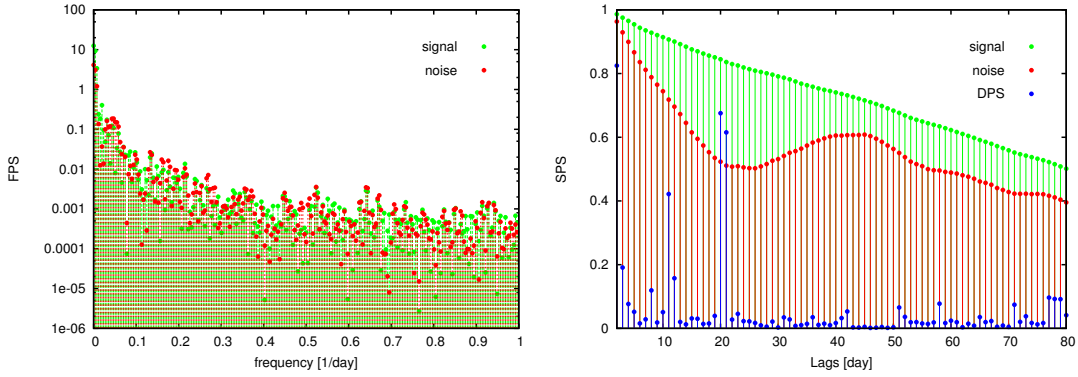 100
10
1
0.1
0.01
0.001
0.0001
1e-05
1e-06
FPS
0 0.1 0.2 0.3 0.4 0.5 0.6 0.7 0.8 0.9 1
frequency [1/day]
signal
noise
1
0.8
0.6
0.4
0.2
0
SPS
10 20 30 40 50 60 70 80
Lags [day]
signal
noise
DPS